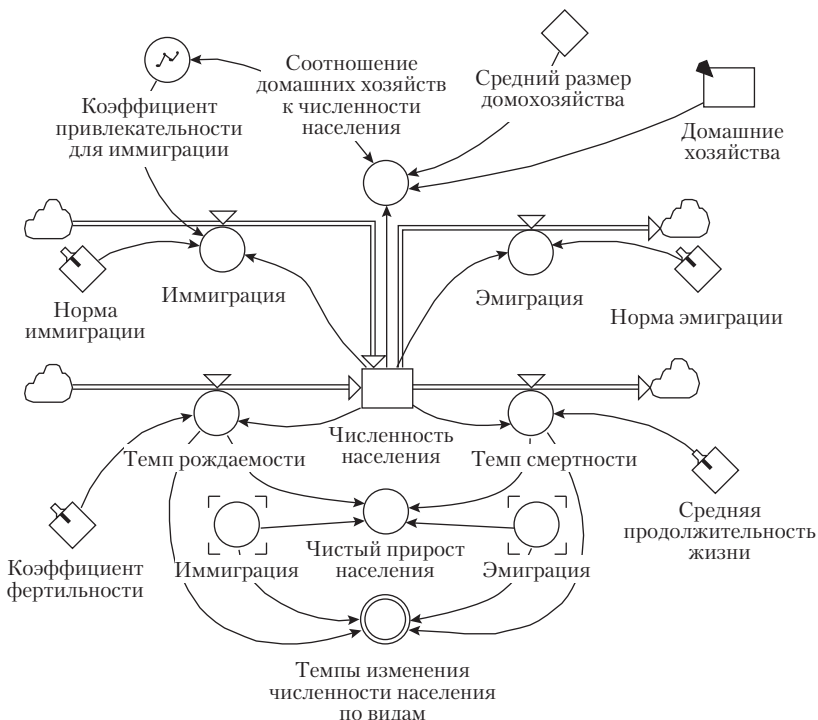 Соотношение
домашних хозяйств
к численности
населения
Средний размер
домохозяйства
Коэффициент
привлекательности
для иммиграции
Домашние
хозяйства
Иммиграция
Эмиграция
Норма
иммиграции
Норма эмиграции
Численность
населения
Темп рождаемости
Темп смертности
Средняя
продолжительность
жизни
Чистый прирост
населения
Иммиграция
Эмиграция
Коэффициент
фертильности
Темпы изменения
численности населения
по видам